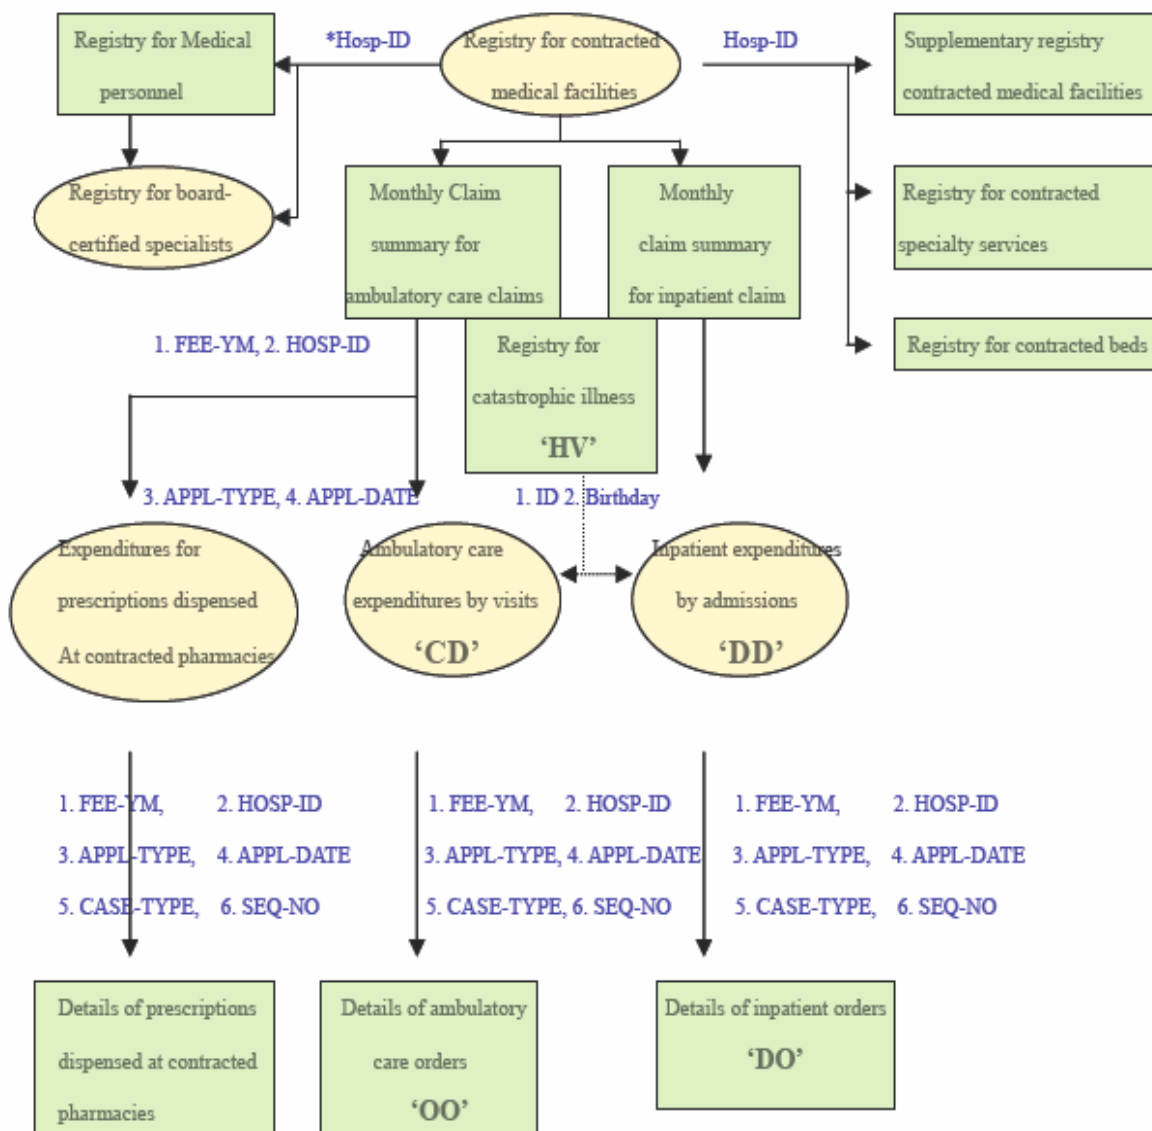 Registry for Medical
personnel
*Hosp-ID
Registry for contracted
medical facilities
Hosp-ID
Supplementary registry
contracted medical facilities
Registry for board-
certified specialists
Monthly Claim
summary for
ambulatory care claims
Monthly
claim summary
for inpatient claim
Registry for contracted
specialty services
Registry for contracted beds
1. FEE-YM, 2. HOSP-ID
Registry for
catastrophic illness
‘HV’
3. APPL-TYPE, 4. APPL-DATE
1. ID 2. Birthday
Expenditures for
prescriptions dispensed
At contracted pharmacies
Ambulatory care
expenditures by visits
‘CD’
Inpatient expenditures
by admissions
‘DD’
1. FEE-YM, 2. HOSP-ID
3. APPL-TYPE, 4. APPL-DATE
5. CASE-TYPE, 6. SEQ-NO
1. FEE-YM, 2. HOSP-ID
3. APPL-TYPE, 4. APPL-DATE
5. CASE-TYPE, 6. SEQ-NO
1. FEE-YM, 2. HOSP-ID
3. APPL-TYPE, 4. APPL-DATE
5. CASE-TYPE, 6. SEQ-NO
Details of prescriptions
dispensed at contracted
pharmacies
Details of ambulatory
care orders
‘OO’
Details of inpatient orders
‘DO’